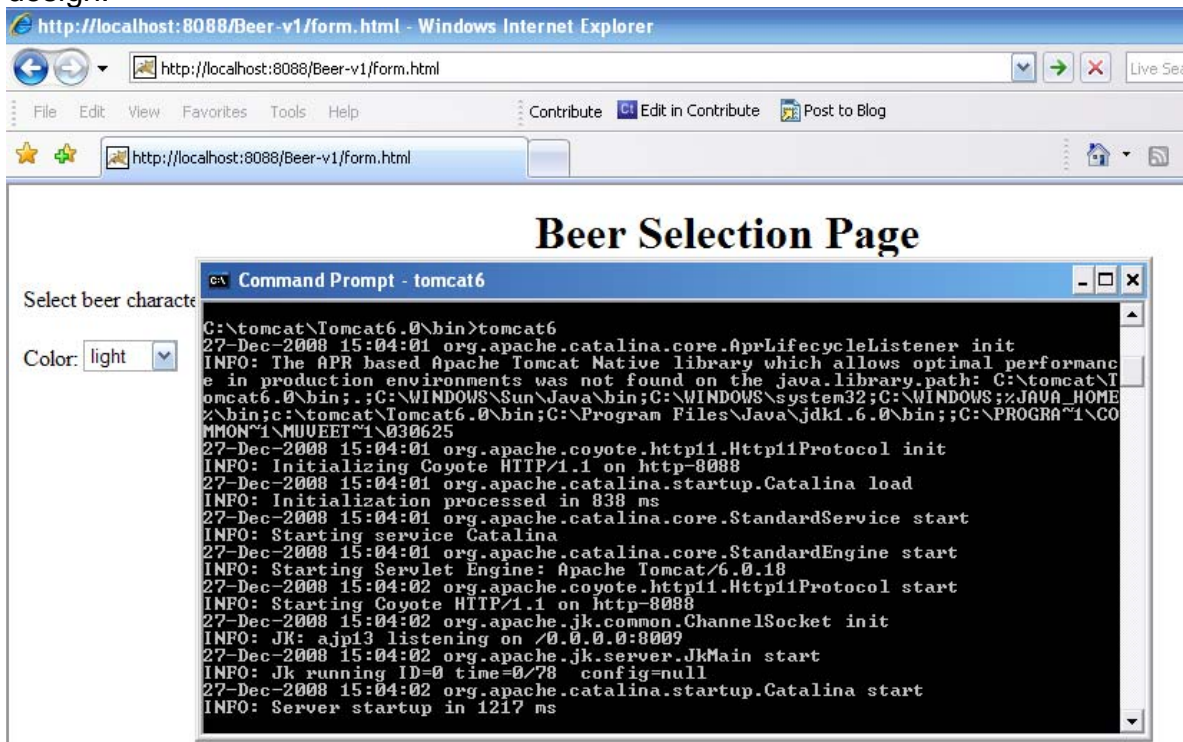 http://localhost:8088/Beer-v1/form.html - Windows Internet Explorer
http://localhost:8088/Beer-v1/form.html
Live Sea
File Edit View Favorites Tools Help
Contribute Edit in Contribute Post to Blog
http://localhost:8088/Beer-v1/form.html
Beer Selection Page
Select beer characte
Color: light
Command Prompt - tomcat6
C:\tomcat\Tomcat6.0\bin>tomcat6
27-Dec-2008 15:04:01 org.apache.catalina.core.AprLifecycleListener init
INFO: The APR based Apache Tomcat Native library which allows optimal performanc
e in production environments was not found on the java.library.path: C:\tomcat\T
omcat6.0\bin;.;C:\WINDOWS\Sun\Java\bin;C:\WINDOWS\system32;C:\WINDOWS;%JAVA_HOME
%\bin;c:\tomcat\Tomcat6.0\bin;C:\Program Files\Java\jdk1.6.0\bin;;C:\PROGRA~1\CO
MMON~1\MUVEET~1\030625
27-Dec-2008 15:04:01 org.apache.coyote.http11.Http11Protocol init
INFO: Initializing Coyote HTTP/1.1 on http-8088
27-Dec-2008 15:04:01 org.apache.catalina.startup.Catalina load
INFO: Initialization processed in 838 ms
27-Dec-2008 15:04:01 org.apache.catalina.core.StandardService start
INFO: Starting service Catalina
27-Dec-2008 15:04:01 org.apache.catalina.core.StandardEngine start
INFO: Starting Servlet Engine: Apache Tomcat/6.0.18
27-Dec-2008 15:04:02 org.apache.coyote.http11.Http11Protocol start
INFO: Starting Coyote HTTP/1.1 on http-8088
27-Dec-2008 15:04:02 org.apache.jk.common.ChannelSocket init
INFO: JK: ajp13 listening on /0.0.0.0:8009
27-Dec-2008 15:04:02 org.apache.jk.server.JkMain start
INFO: Jk running ID=0 time=0/78  config=null
27-Dec-2008 15:04:02 org.apache.catalina.startup.Catalina start
INFO: Server startup in 1217 ms